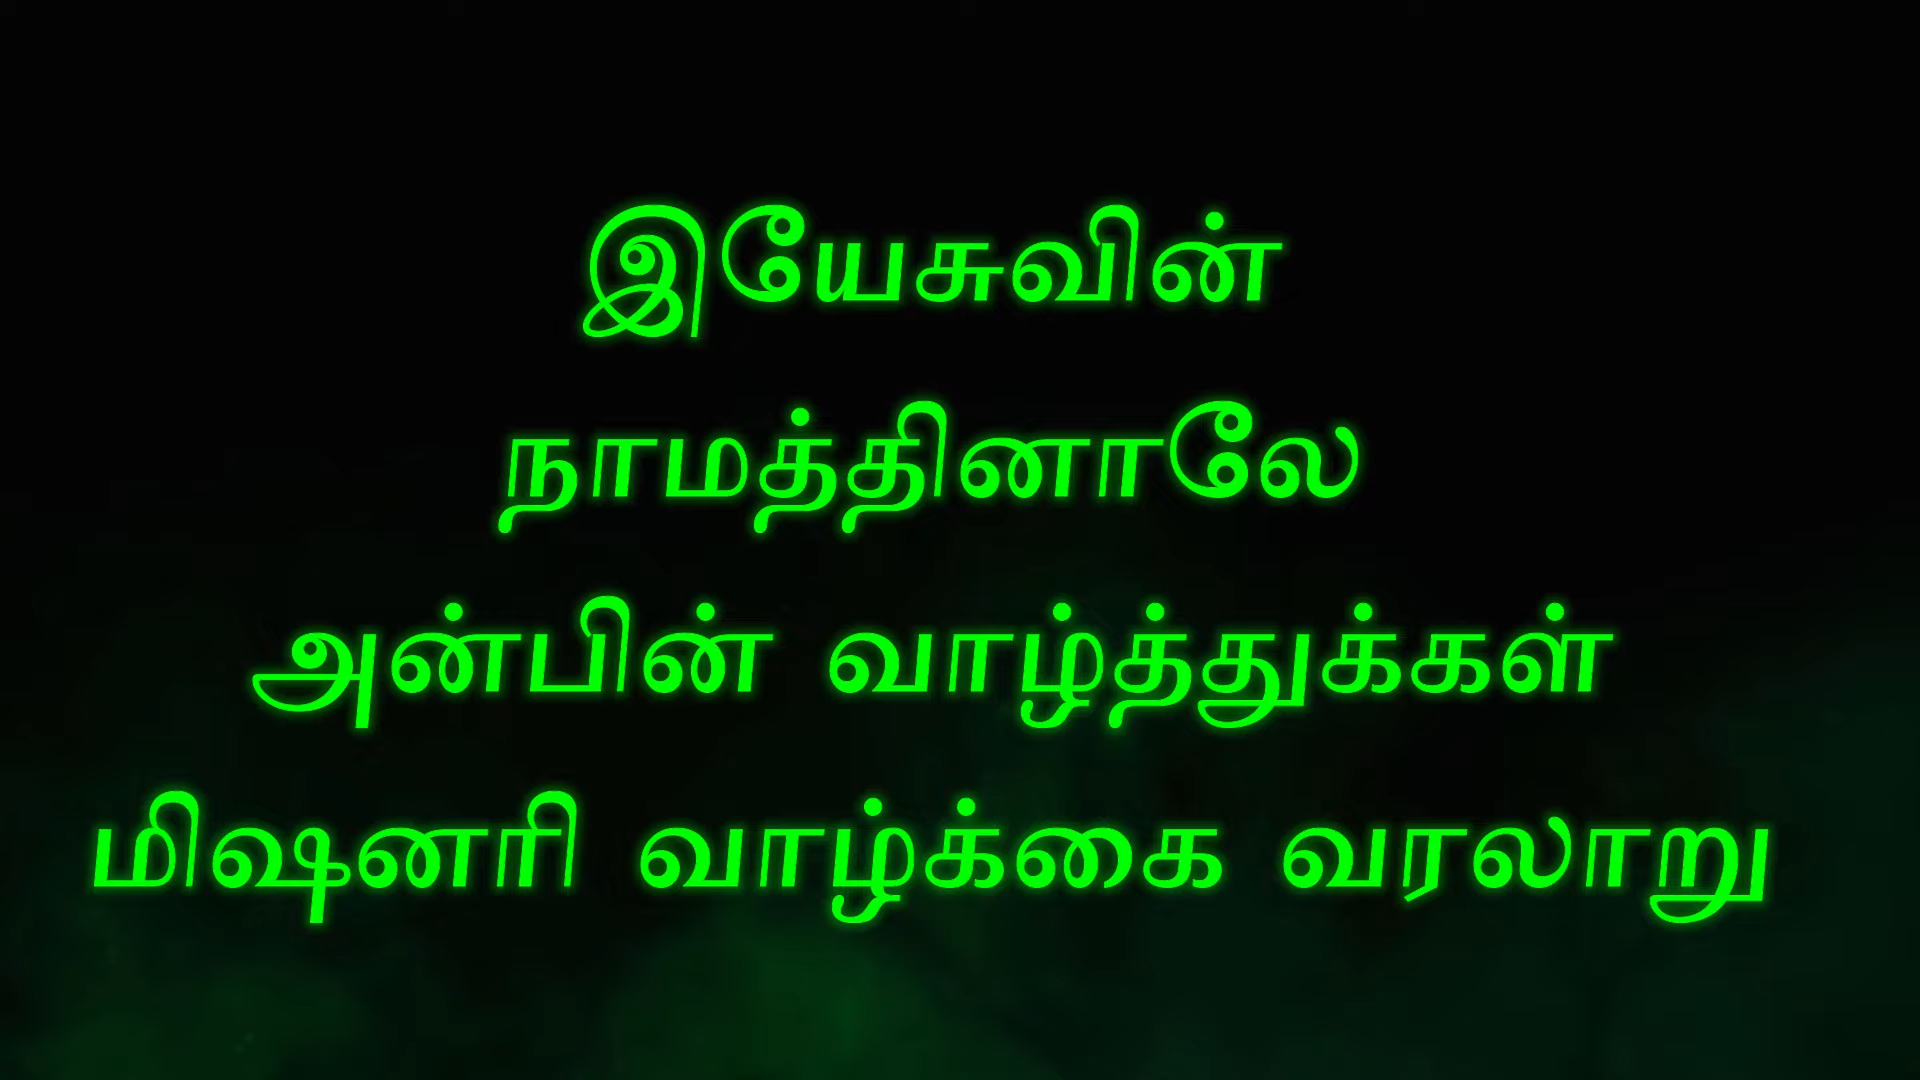 இயேசுவின்
நாமத்தினாலே
அன்பின் வாழ்த்துக்கள்
மிஷனரி வாழ்க்கை வரலாறு